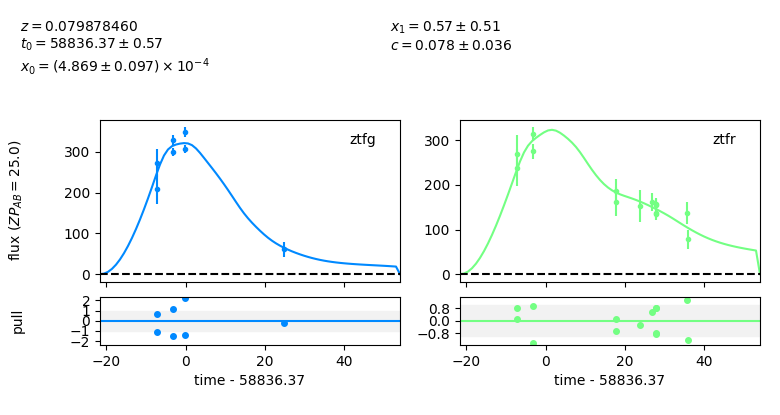 z = 0.079878460
t₀ = 58836.37 ± 0.57
x₀ = (4.869 ± 0.097) × 10⁻⁴
x₁ = 0.57 ± 0.51
c = 0.078 ± 0.036
flux (ZP_AB = 25.0)
ztfg
300
200
100
0
ztfr
300
200
100
0
pull
2
1
0
−1
−2
−20
0
20
40
time - 58836.37
0.8
0.0
−0.8
−20
0
20
40
time - 58836.37